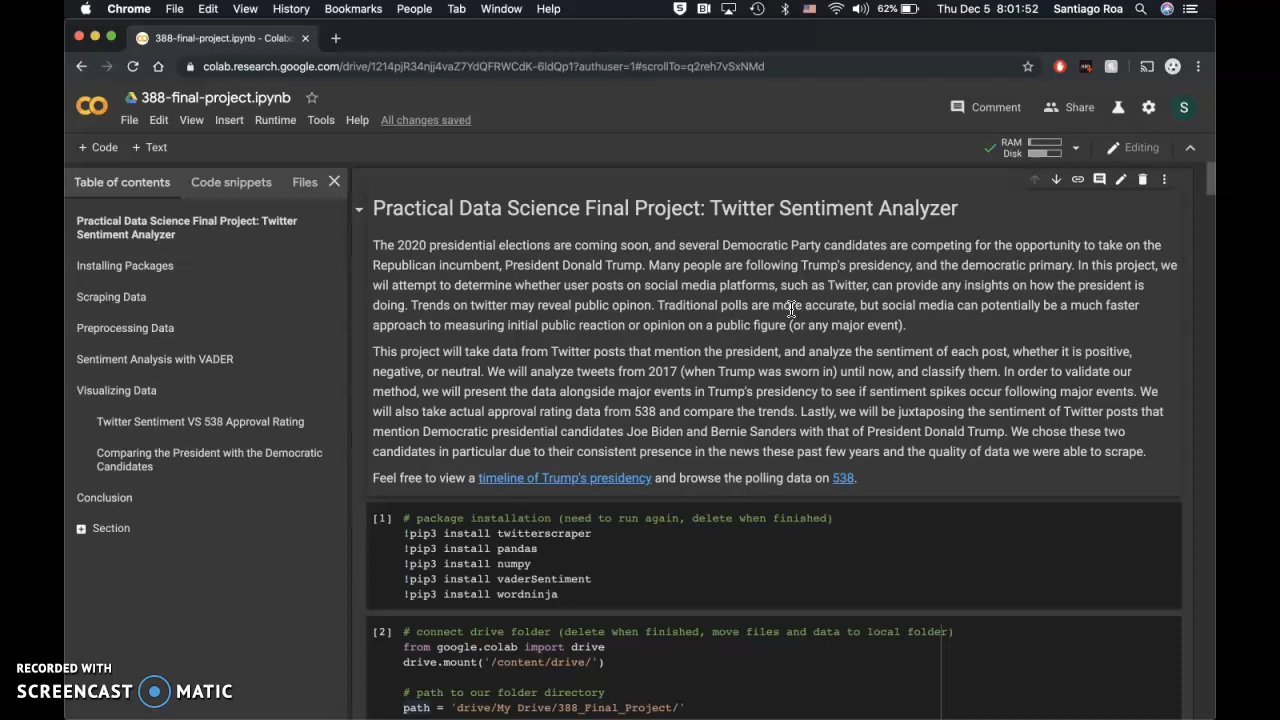 Chrome File Edit View History Bookmarks People Tab Window Help 62% Thu Dec 5 8:01:52 Santiago Roa
388-final-project.ipynb - Colabo
colab.research.google.com/drive/1214pjR34njj4vaZ7YdQFRWCdK-6ldQp1?authuser=1#scrollTo=q2reh7vSxNMd
388-final-project.ipynb
Comment Share S
File Edit View Insert Runtime Tools Help All changes saved
+ Code + Text
RAM
Disk
Editing
Table of contents Code snippets Files
Practical Data Science Final Project: Twitter
Sentiment Analyzer
Installing Packages
Scraping Data
Preprocessing Data
Sentiment Analysis with VADER
Visualizing Data
Twitter Sentiment VS 538 Approval Rating
Comparing the President with the Democratic
Candidates
Conclusion
Section
Practical Data Science Final Project: Twitter Sentiment Analyzer
The 2020 presidential elections are coming soon, and several Democratic Party candidates are competing for the opportunity to take on the
Republican incumbent, President Donald Trump. Many people are following Trump's presidency, and the democratic primary. In this project, we
wil attempt to determine whether user posts on social media platforms, such as Twitter, can provide any insights on how the president is
doing. Trends on twitter may reveal public opinon. Traditional polls are more accurate, but social media can potentially be a much faster
approach to measuring initial public reaction or opinion on a public figure (or any major event).
This project will take data from Twitter posts that mention the president, and analyze the sentiment of each post, whether it is positive,
negative, or neutral. We will analyze tweets from 2017 (when Trump was sworn in) until now, and classify them. In order to validate our
method, we will present the data alongside major events in Trump's presidency to see if sentiment spikes occur following major events. We
will also take actual approval rating data from 538 and compare the trends. Lastly, we will be juxtaposing the sentiment of Twitter posts that
mention Democratic presidential candidates Joe Biden and Bernie Sanders with that of President Donald Trump. We chose these two
candidates in particular due to their consistent presence in the news these past few years and the quality of data we were able to scrape.
Feel free to view a timeline of Trump's presidency and browse the polling data on 538.
[1] # package installation (need to run again, delete when finished)
!pip3 install twitterscraper
!pip3 install pandas
!pip3 install numpy
!pip3 install vaderSentiment
!pip3 install wordninja
[2] # connect drive folder (delete when finished, move files and data to local folder)
from google.colab import drive
drive.mount('/content/drive/')
# path to our folder directory
path = 'drive/My Drive/388_Final_Project/'
RECORDED WITH
SCREENCAST MATIC